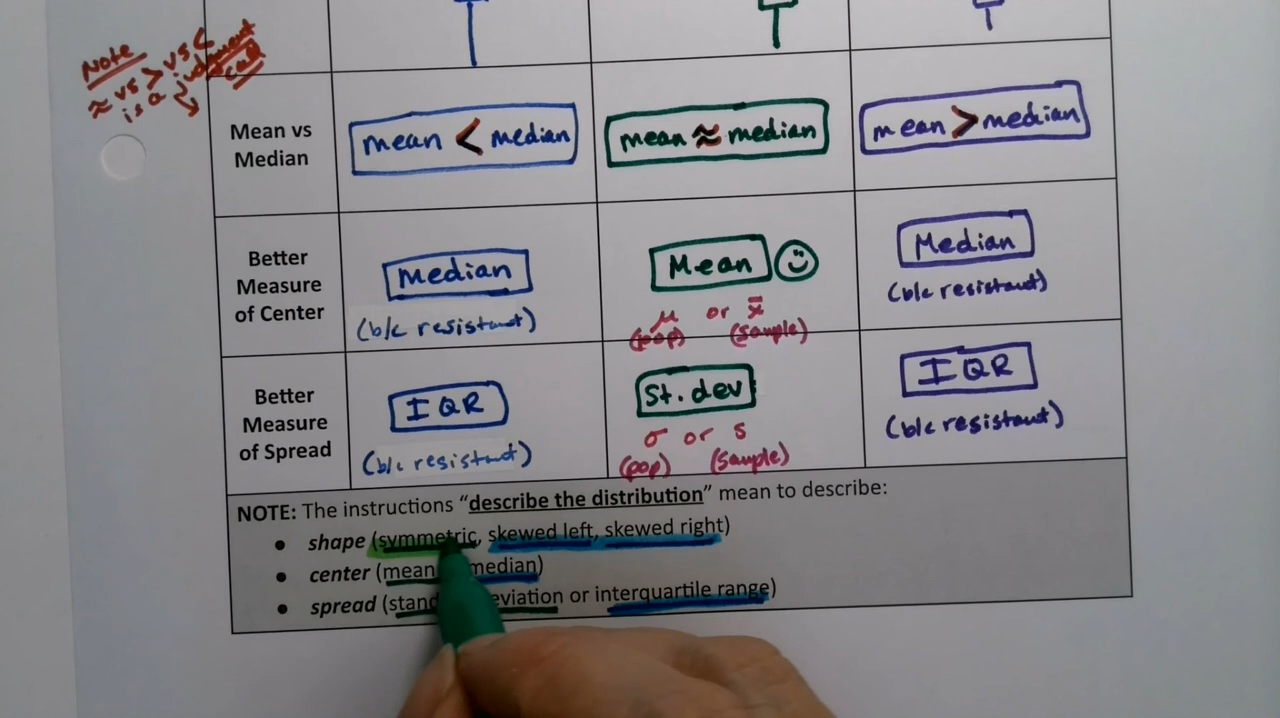 Note
≈ vs > vs <
is a judgment
call
Mean vs
Median
mean < median
mean ≈ median
mean > median
Better
Measure
of Center
Median
(b/c resistant)
Mean
μ or x̄
(pop) (sample)
Median
(b/c resistant)
Better
Measure
of Spread
IQR
(b/c resistant)
St. dev
σ or s
(pop) (sample)
IQR
(b/c resistant)
NOTE: The instructions “describe the distribution” mean to describe:
• shape (symmetric, skewed left, skewed right)
• center (mean median)
• spread (stand eviation or interquartile range)